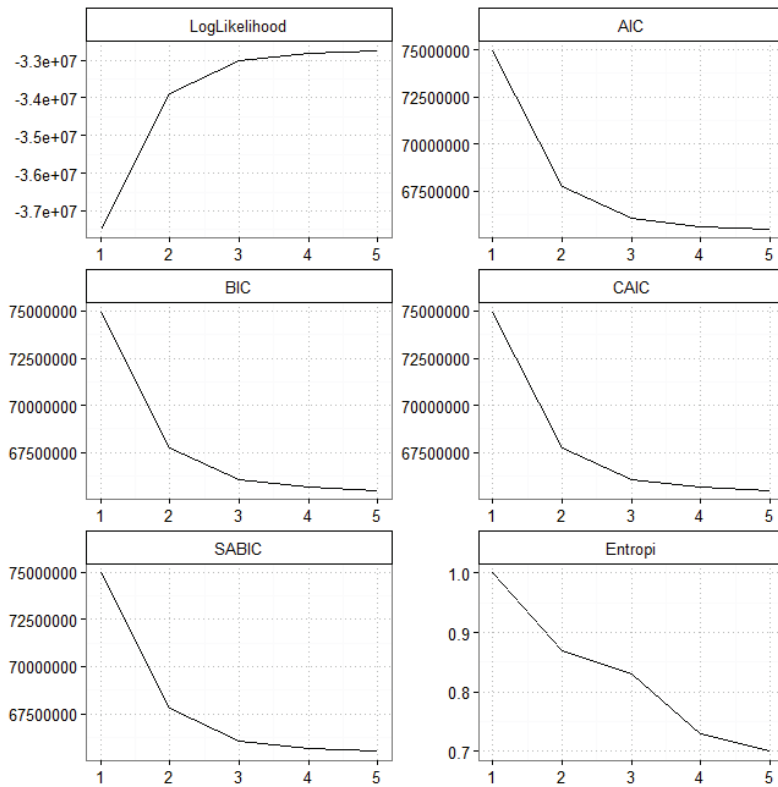 LogLikelihood
-3.3e+07
-3.4e+07
-3.5e+07
-3.6e+07
-3.7e+07
1 2 3 4 5
AIC
75000000
72500000
70000000
67500000
1 2 3 4 5
BIC
75000000
72500000
70000000
67500000
1 2 3 4 5
CAIC
75000000
72500000
70000000
67500000
1 2 3 4 5
SABIC
75000000
72500000
70000000
67500000
1 2 3 4 5
Entropi
1.0
0.9
0.8
0.7
1 2 3 4 5